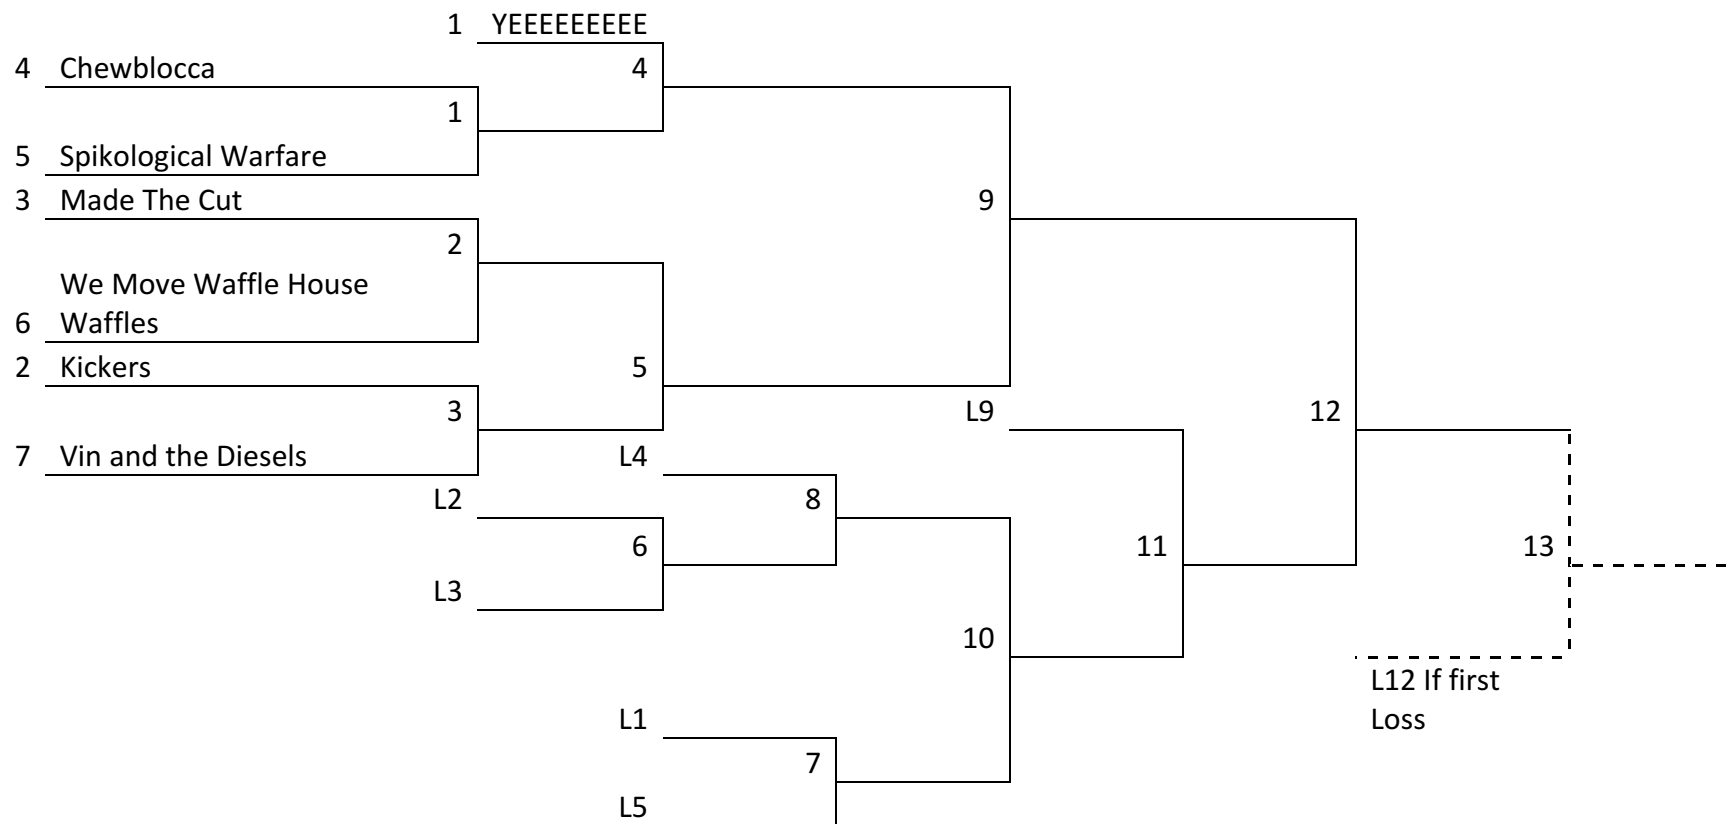 1 YEEEEEEEEE
4 Chewblocca
4
1
5 Spikological Warfare
3 Made The Cut
9
2
We Move Waffle House
6 Waffles
2 Kickers
5
3
L9
12
7 Vin and the Diesels
L4
L2
8
6
11
13
L3
10
L12 If first
Loss
L1
7
L5